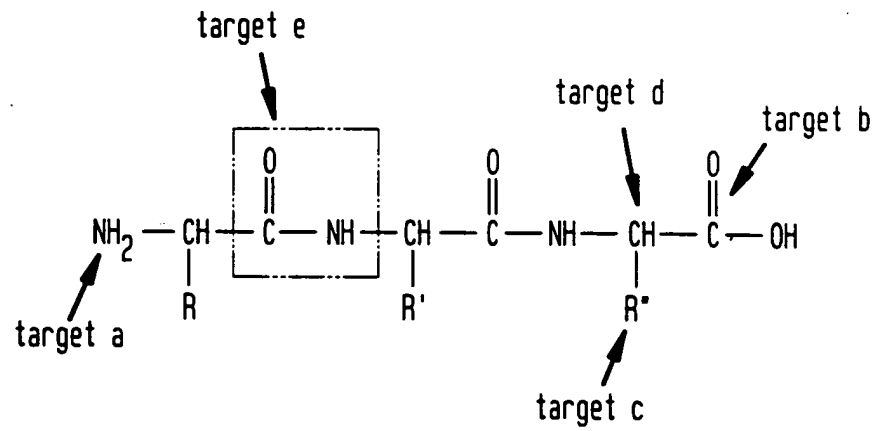 target e
target d
target b
O O O
NH₂ — CH — C — NH — CH — C — NH — CH — C — OH
R R' R"
target a
target c